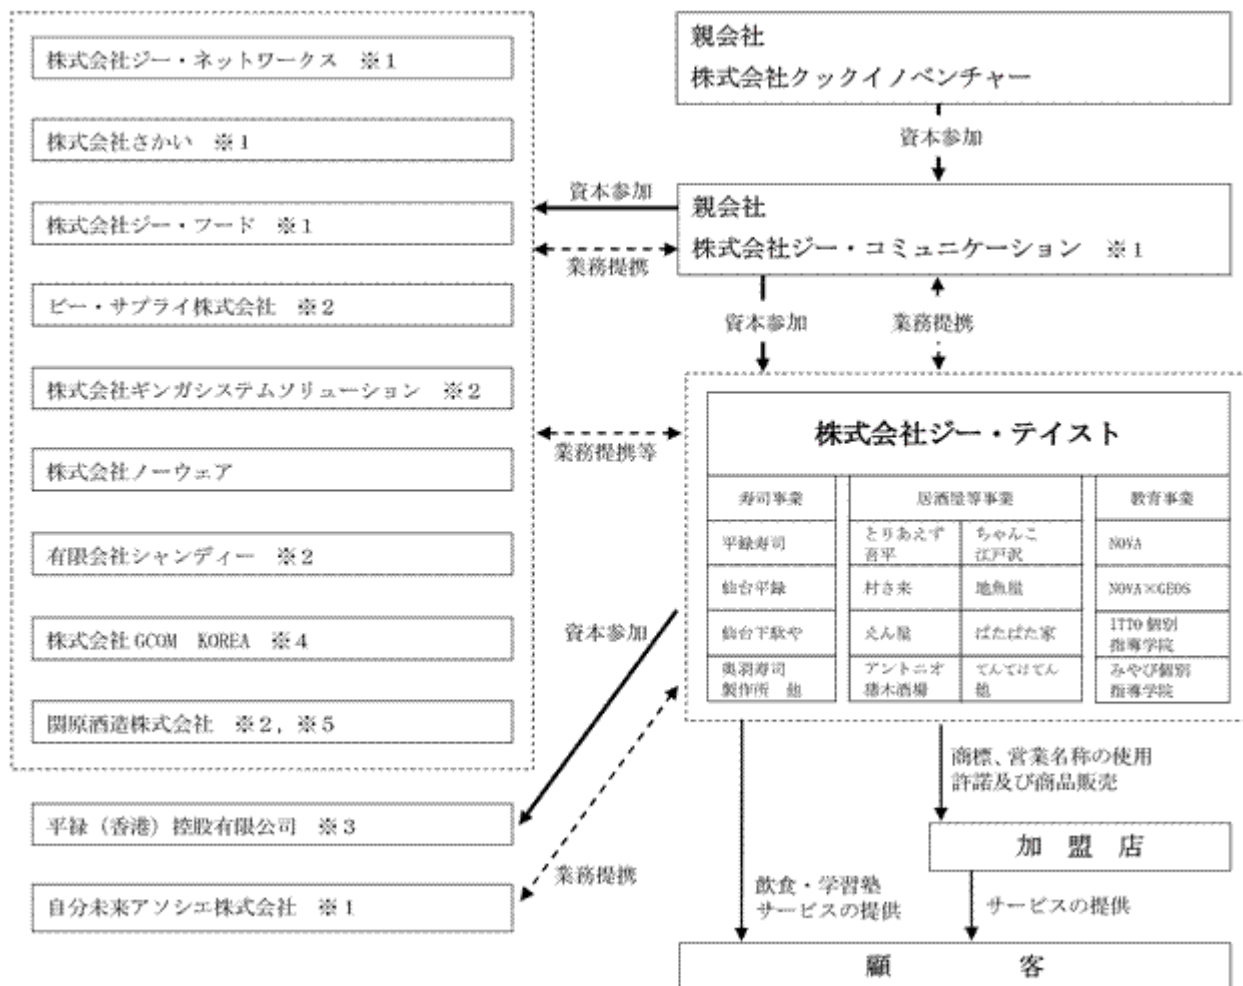 株式会社ジー・ネットワークス ※1
株式会社さかい ※1
株式会社ジー・フード ※1
ビー・サプライ株式会社 ※2
株式会社ギンガシステムソリューション ※2
株式会社ノーウェア
有限会社シャンディー ※2
株式会社GCOM KOREA ※4
関原酒造株式会社 ※2，※5
平禄（香港）控股有限公司 ※3
自分未来アソシエ株式会社 ※1
親会社
株式会社クックイノベンチャー
資本参加
親会社
株式会社ジー・コミュニケーション ※1
資本参加
業務提携
資本参加
業務提携
業務提携等
株式会社ジー・テイスト
寿司事業
平禄寿司
仙台平禄
仙台下駄や
奥羽寿司
製作所 他
居酒屋等事業
とりあえず
吾平
ちゃんこ
江戸沢
村さ来
地魚屋
えん屋
ぱたぱた家
アントニオ
猪木酒場
てんてけてん
他
教育事業
NOVA
NOVA×GEOS
ITTO個別
指導学院
みやび個別
指導学院
資本参加
業務提携
商標、営業名称の使用
許諾及び商品販売
加盟店
飲食・学習塾
サービスの提供
サービスの提供
顧客